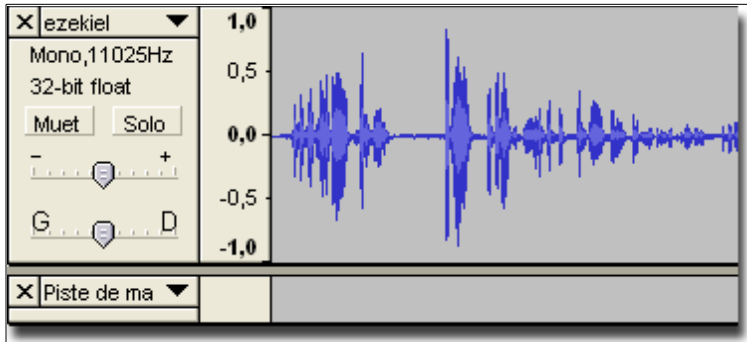 ezekiel
Mono,11025Hz
32-bit float
Muet Solo
- +
G D
1,0
0,5
0,0
-0,5
-1,0
Piste de ma